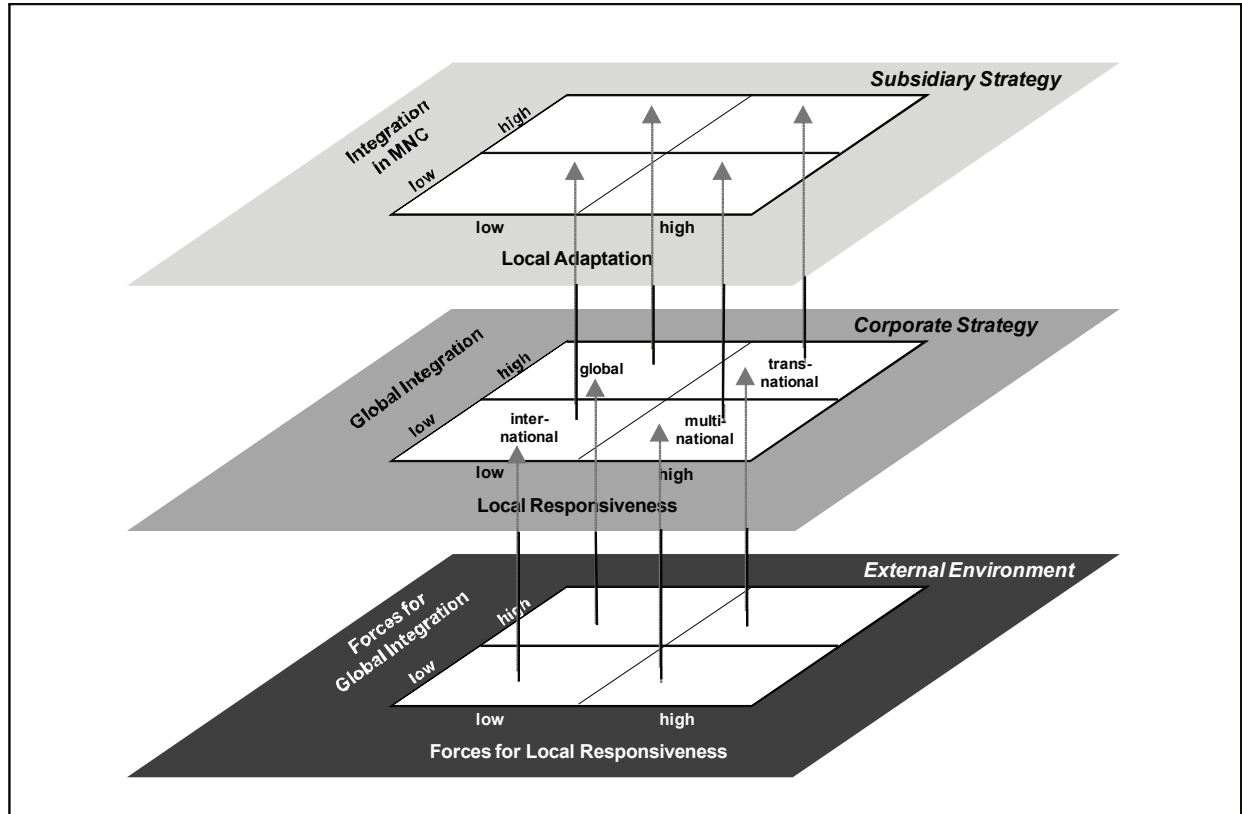 Subsidiary Strategy
Integration
in MNC
high
low
low
high
Local Adaptation
Corporate Strategy
Global Integration
high
low
global
trans-
national
inter-
national
multi-
national
low
high
Local Responsiveness
External Environment
Forces for
Global Integration
high
low
low
high
Forces for Local Responsiveness